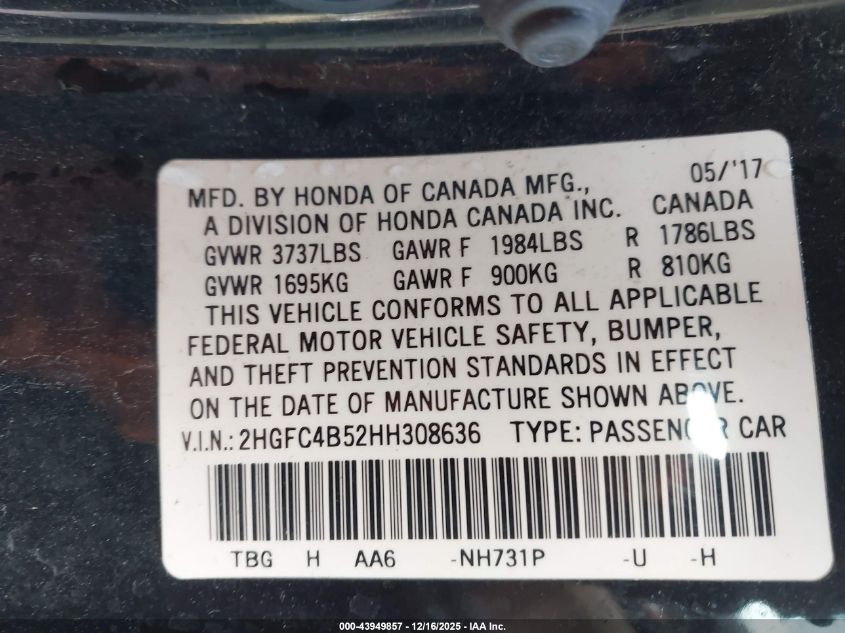 05/'17
MFD. BY HONDA OF CANADA MFG.,
A DIVISION OF HONDA CANADA INC. CANADA
GVWR 3737LBS GAWR F 1984LBS R 1786LBS
GVWR 1695KG GAWR F 900KG R 810KG
THIS VEHICLE CONFORMS TO ALL APPLICABLE
FEDERAL MOTOR VEHICLE SAFETY, BUMPER,
AND THEFT PREVENTION STANDARDS IN EFFECT
ON THE DATE OF MANUFACTURE SHOWN ABOVE.
V.I.N.: 2HGFC4B52HH308636 TYPE: PASSENGER CAR
TBG H AA6 -NH731P -U -H
000-43949857 - 12/16/2025 - IAA Inc.